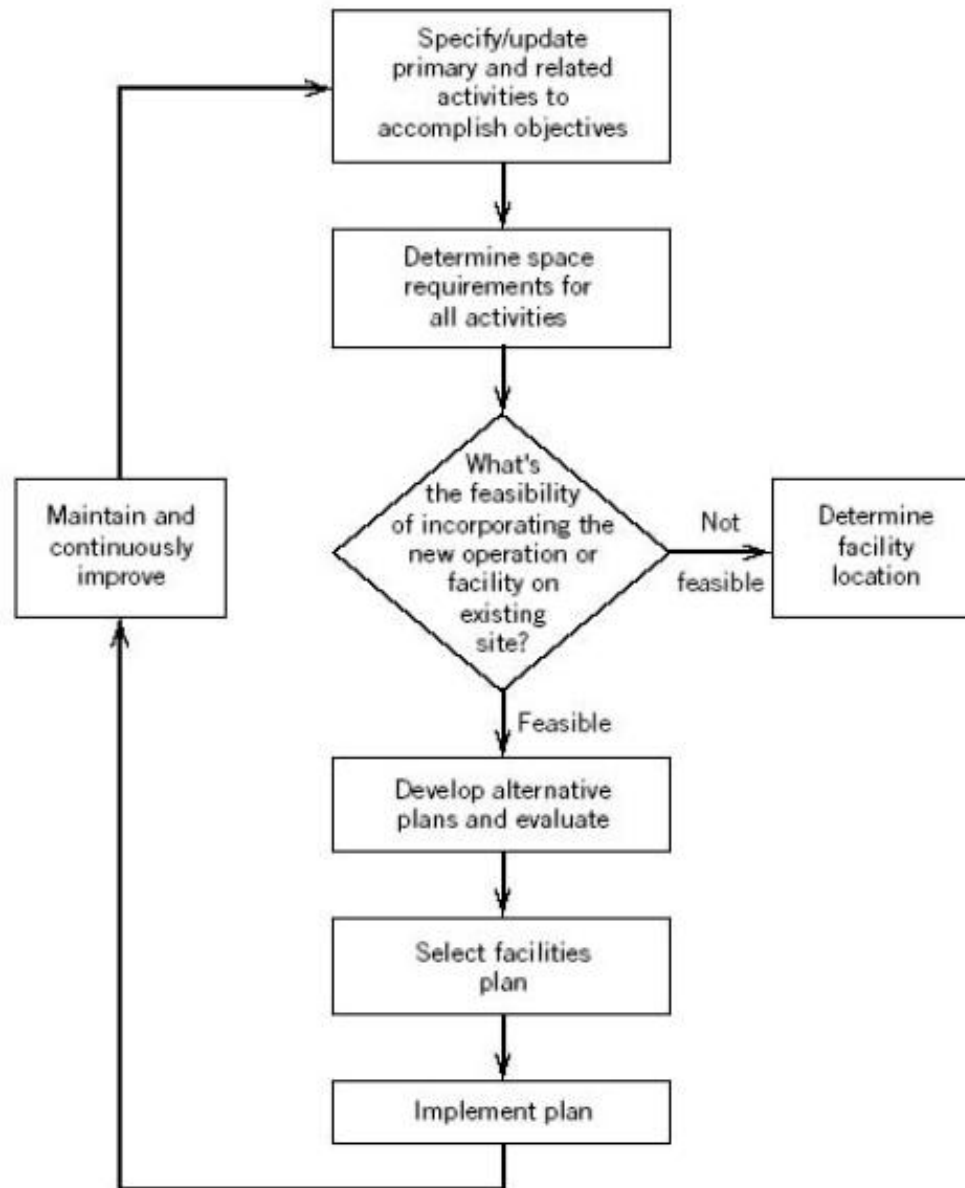 Specify/update
primary and related
activities to
accomplish objectives
Determine space
requirements for
all activities
What's
the feasibility
of incorporating the
new operation or
facility on
existing
site?
Not
feasible
Determine
facility
location
Maintain and
continuously
improve
Feasible
Develop alternative
plans and evaluate
Select facilities
plan
Implement plan